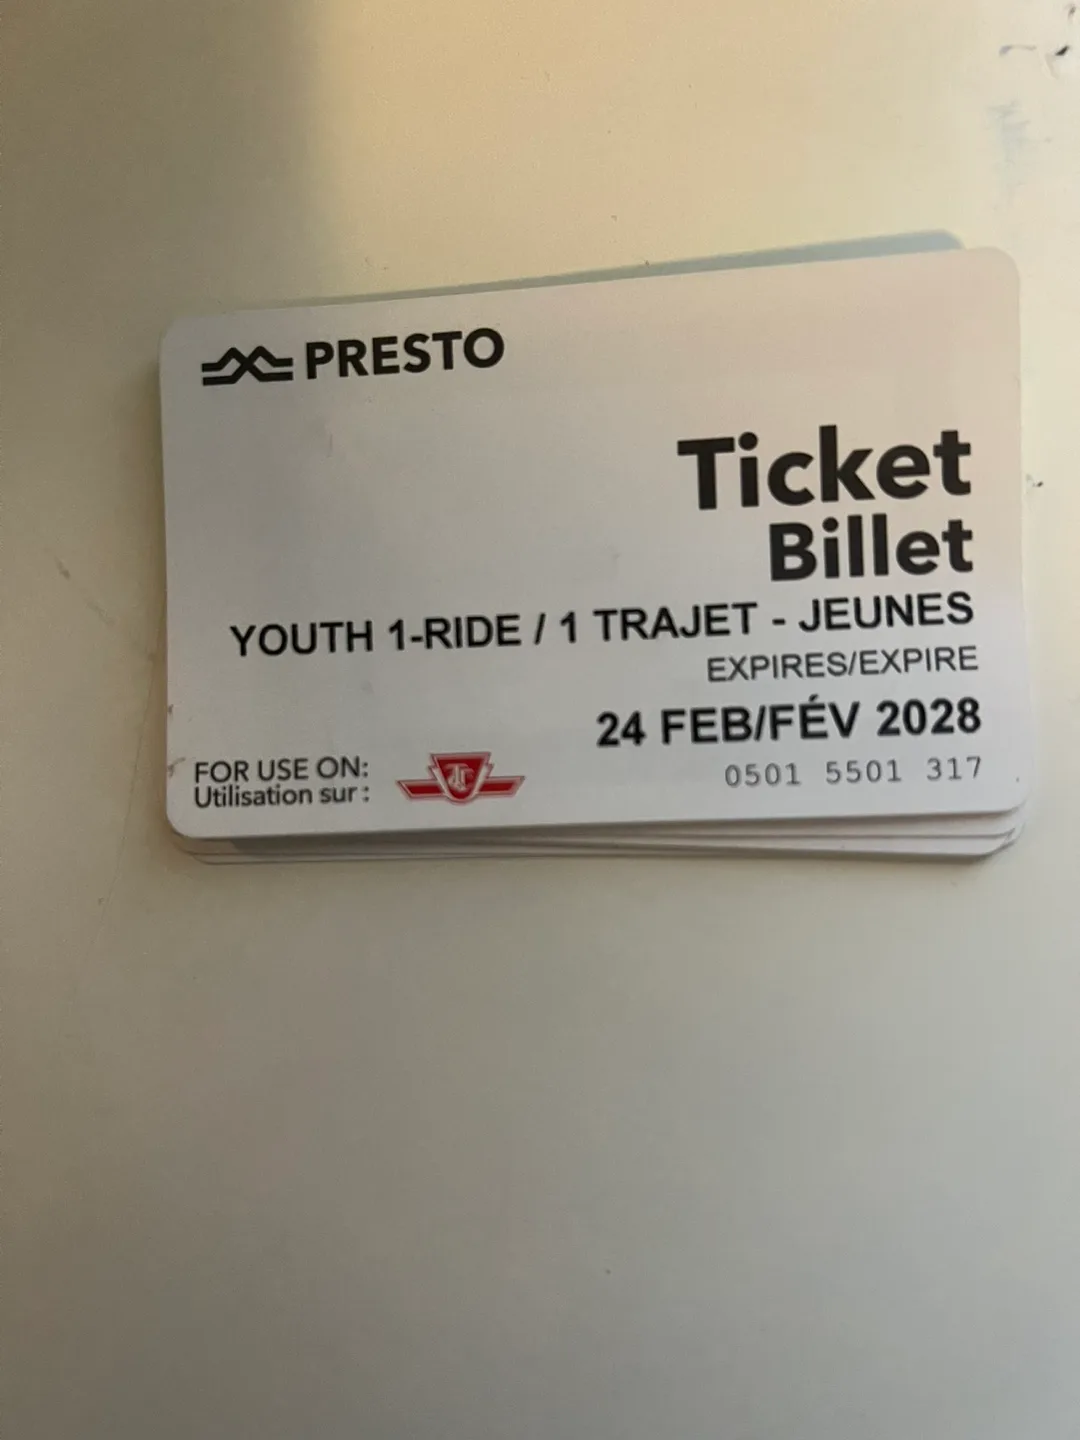 PRESTO
Ticket
Billet
YOUTH 1-RIDE / 1 TRAJET - JEUNES
EXPIRES/EXPIRE
24 FEB/FÉV 2028
0501 5501 317
FOR USE ON:
Utilisation sur :
TTC